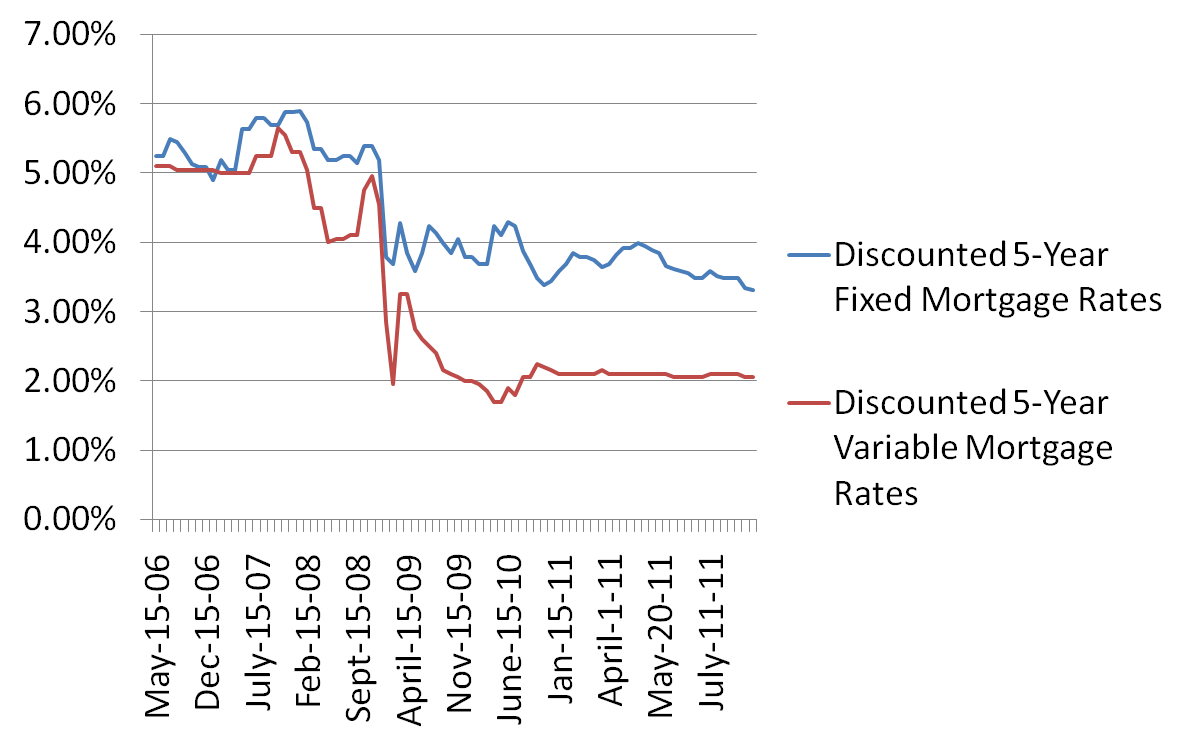 7.00%
6.00%
5.00%
4.00%
3.00%
2.00%
1.00%
0.00%
May-15-06
Dec-15-06
July-15-07
Feb-15-08
Sept-15-08
April-15-09
Nov-15-09
June-15-10
Jan-15-11
April-1-11
May-20-11
July-11-11
Discounted 5-Year
Fixed Mortgage Rates
Discounted 5-Year
Variable Mortgage
Rates